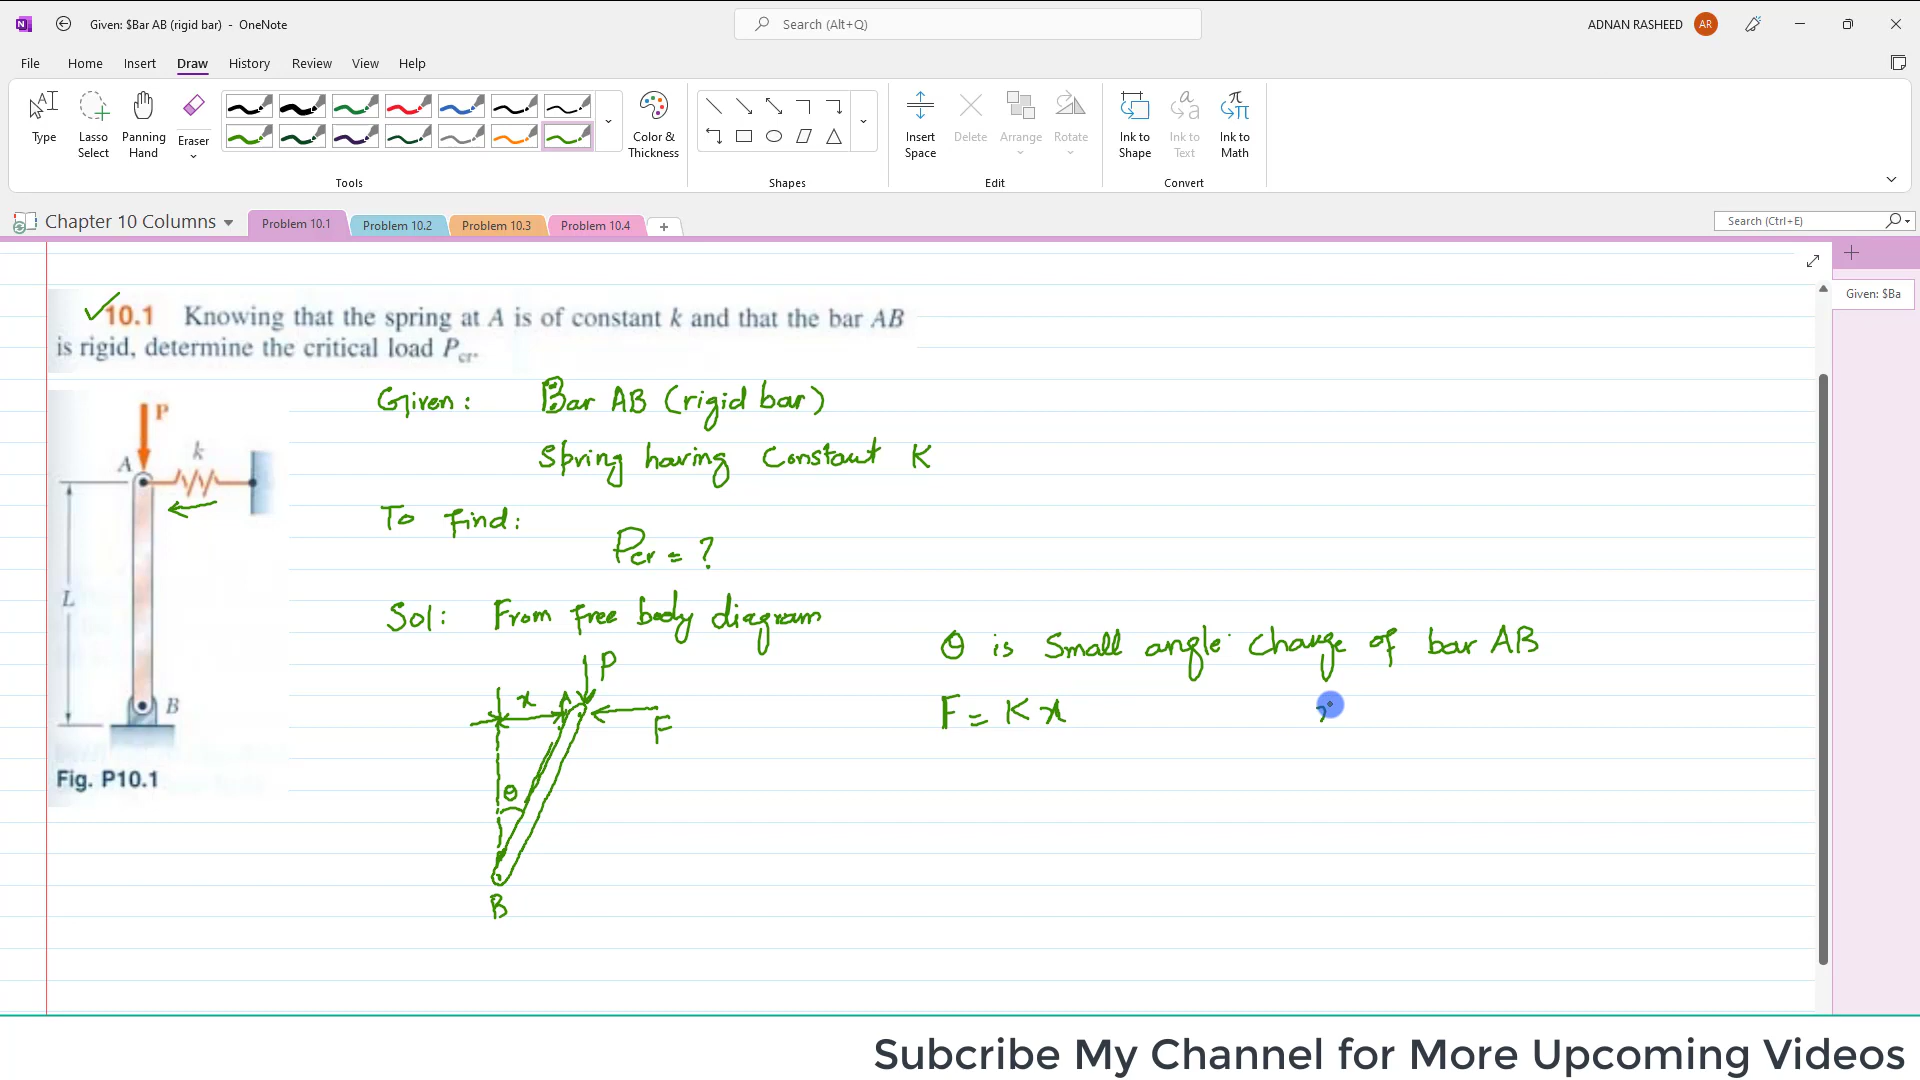 Given: $Bar AB (rigid bar) - OneNote
Search (Alt+Q)
ADNAN RASHEED
AR
File Home Insert Draw History Review View Help
Type
Lasso Select
Panning Hand
Eraser
Color & Thickness
Insert Space
Delete
Arrange
Rotate
Ink to Shape
Ink to Text
Ink to Math
Tools
Shapes
Edit
Convert
Chapter 10 Columns
Problem 10.1
Problem 10.2
Problem 10.3
Problem 10.4
Search (Ctrl+E)
Given: $Ba
10.1 Knowing that the spring at A is of constant k and that the bar AB
is rigid, determine the critical load Pcr.
P
k
A
L
B
Fig. P10.1
Given: Bar AB (rigid bar)
Spring having Constant K
To Find:
Pcr = ?
Sol: From free body diagram
P
x
A
F
θ
B
θ is small angle change of bar AB
F = K x
Subcribe My Channel for More Upcoming Videos